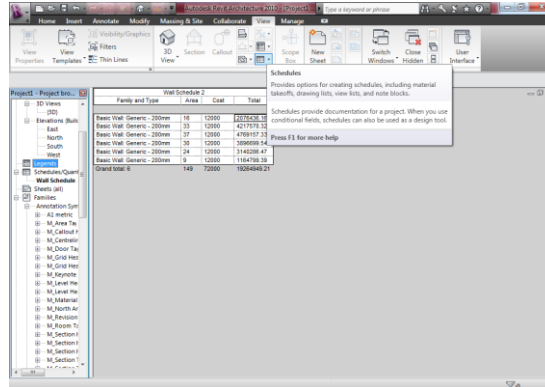 Autodesk Revit Architecture 2010 - [Project1
Type a keyword or phrase
Home Insert Annotate Modify Massing & Site Collaborate View Manage
View Properties
View Templates
Visibility/Graphics
Filters
Thin Lines
3D View
Section
Callout
Scope Box
New Sheet
Switch Windows
Close Hidden
User Interface
Schedules
Provides options for creating schedules, including material
takeoffs, drawing lists, view lists, and note blocks.
Schedules provide documentation for a project. When you use
conditional fields, schedules can also be used as a design tool.
Press F1 for more help
Project1 - Project bro...
3D Views
{3D}
Elevations (Build
East
North
South
West
Legends
Schedules/Quant
Wall Schedule
Sheets (all)
Families
Annotation Sym
A1 metric
M_Area Tag
M_Callout H
M_Centrelin
M_Door Tag
M_Grid Hea
M_Grid Hea
M_Keynote
M_Level He
M_Level He
M_Material
M_North Ar
M_Revision
M_Room Ta
M_Section H
M_Section H
M_Section H
M_Section T
Wall Schedule 2
Family and Type Area Cost Total
Basic Wall: Generic - 200mm 16 12000 2076436.16
Basic Wall: Generic - 200mm 33 12000 4217578.32
Basic Wall: Generic - 200mm 37 12000 4769157.33
Basic Wall: Generic - 200mm 30 12000 3896699.54
Basic Wall: Generic - 200mm 24 12000 3140286.47
Basic Wall: Generic - 200mm 9 12000 1164799.39
Grand total: 6 149 72000 19264949.21